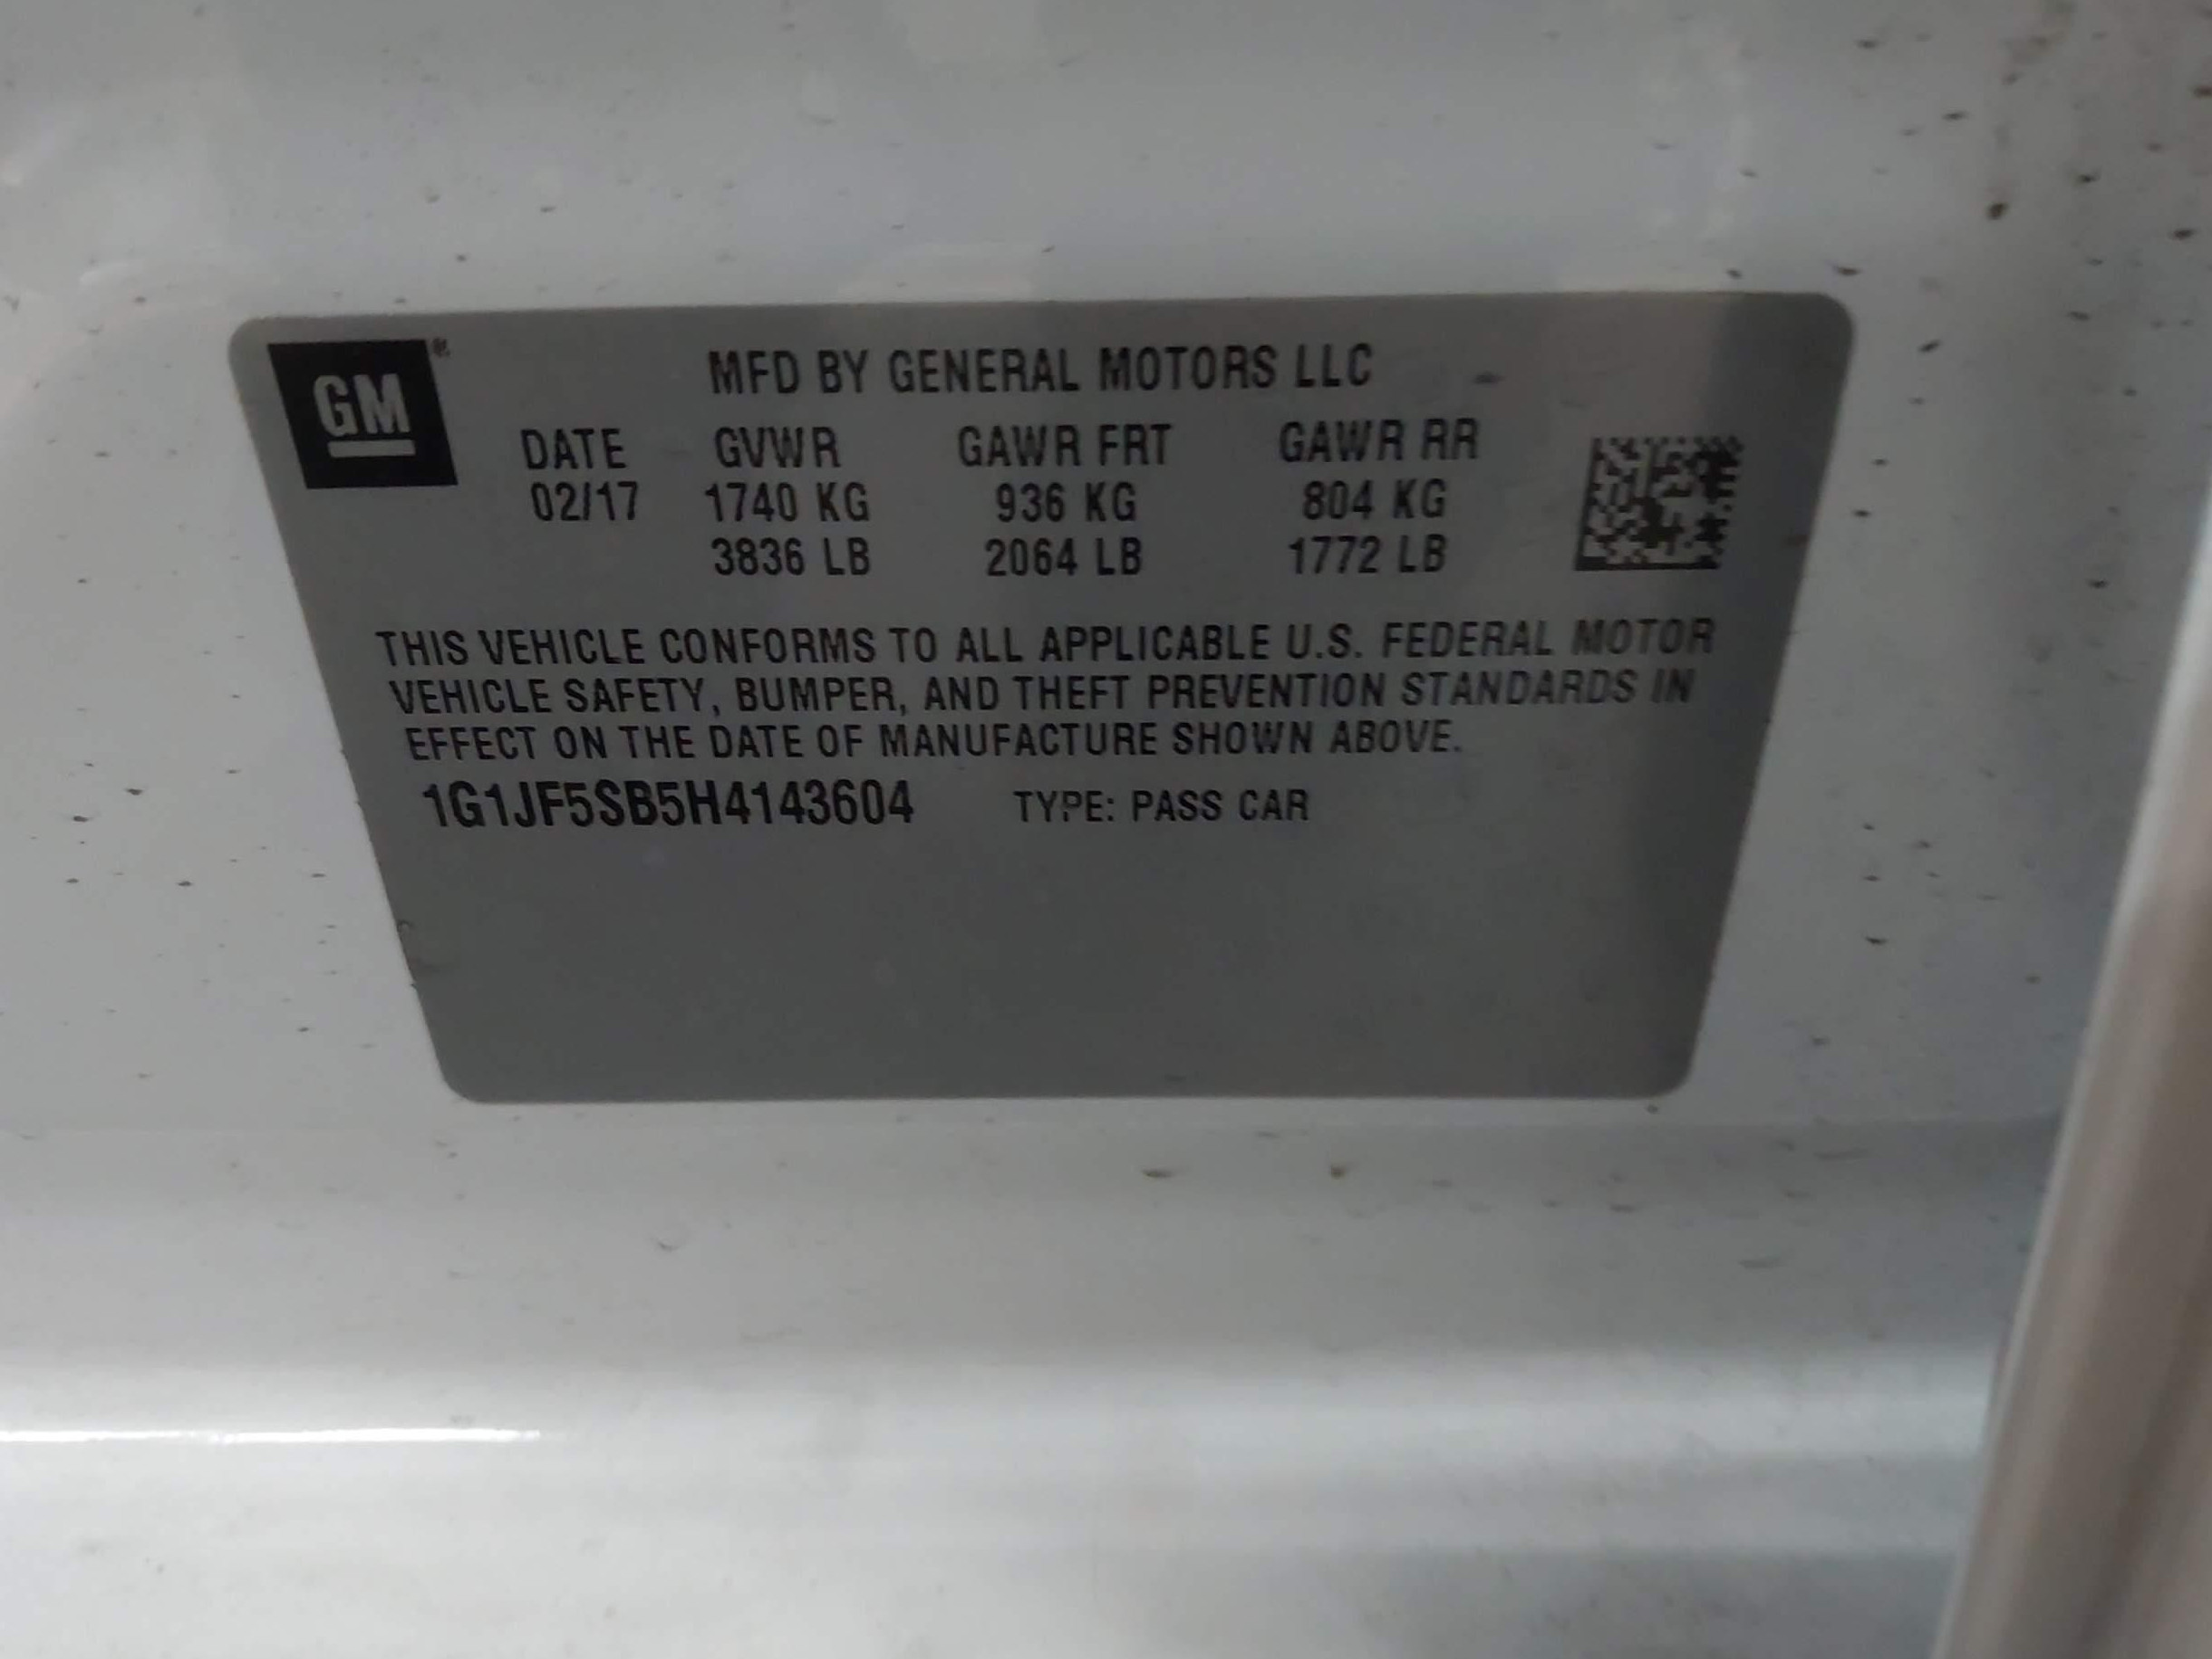 GM®
MFD BY GENERAL MOTORS LLC
DATE GVWR GAWR FRT GAWR RR
02/17 1740 KG 936 KG 804 KG
3836 LB 2064 LB 1772 LB
THIS VEHICLE CONFORMS TO ALL APPLICABLE U.S. FEDERAL MOTOR
VEHICLE SAFETY, BUMPER, AND THEFT PREVENTION STANDARDS IN
EFFECT ON THE DATE OF MANUFACTURE SHOWN ABOVE.
1G1JF5SB5H4143604 TYPE: PASS CAR